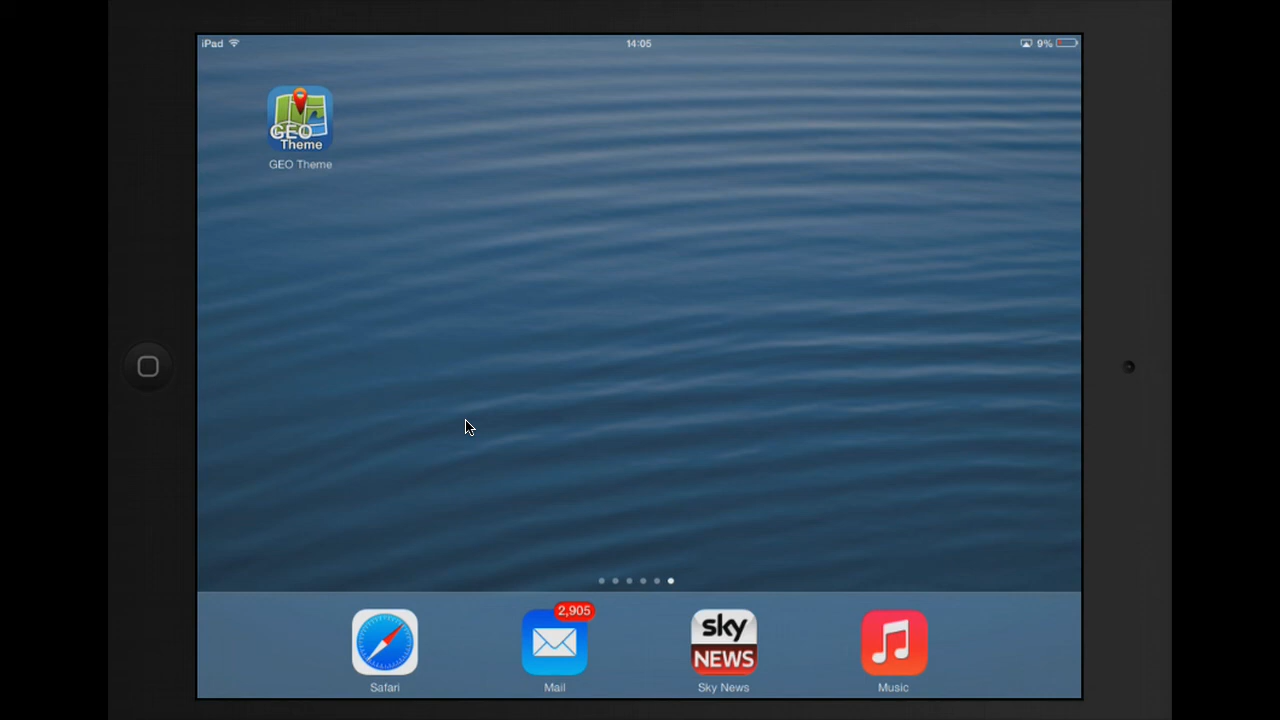 iPad 14:05 9%
GEO
Theme
GEO Theme
2,905
sky
NEWS
Safari Mail Sky News Music